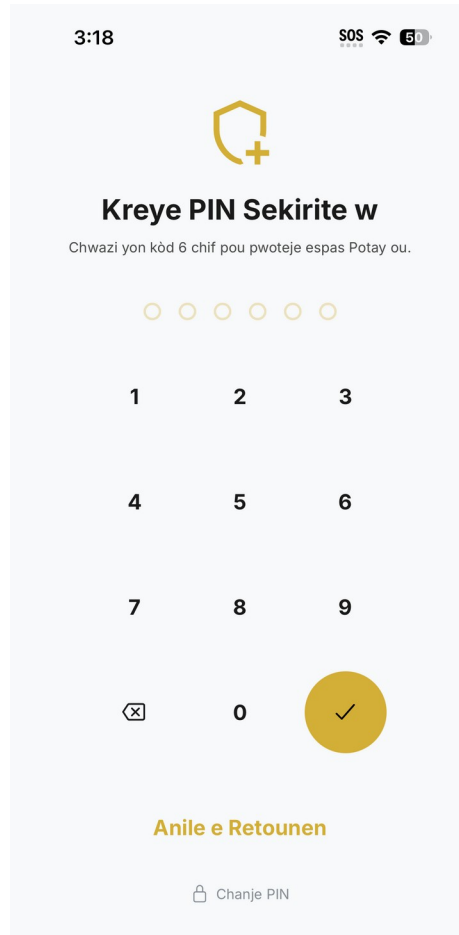 3:18 SOS 50
Kreye PIN Sekirite w
Chwazi yon kòd 6 chif pou pwoteje espas Potay ou.
1 2 3
4 5 6
7 8 9
0
Anile e Retounen
Chanje PIN